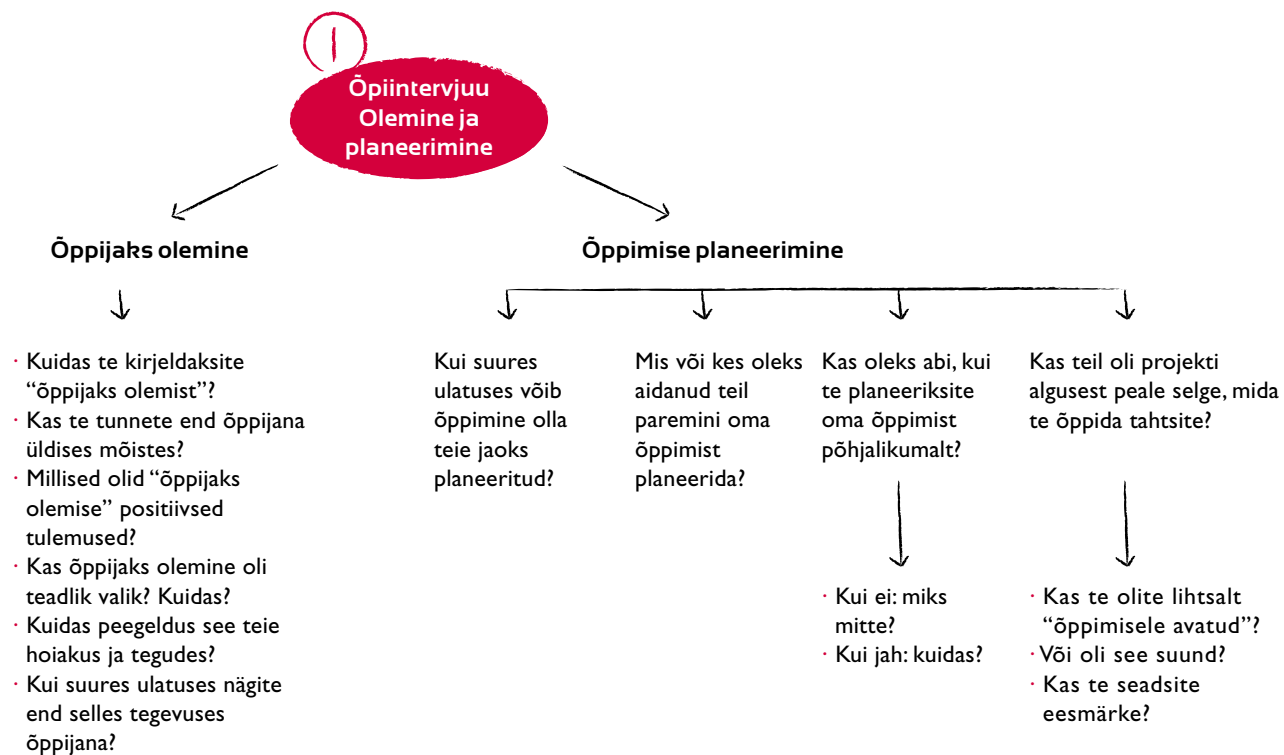 1
Õpiintervjuu
Olemine ja
planeerimine
Õppijaks olemine
· Kuidas te kirjeldaksite
“õppijaks olemist”?
· Kas te tunnete end õppijana
üldises mõistes?
· Millised olid “õppijaks
olemise” positiivsed
tulemused?
· Kas õppijaks olemine oli
teadlik valik? Kuidas?
· Kuidas peegeldus see teie
hoiakus ja tegudes?
· Kui suures ulatuses nägite
end selles tegevuses
õppijana?
Õppimise planeerimine
Kui suures
ulatuses võib
õppimine olla
teie jaoks
planeeritud?
Mis või kes oleks
aidanud teil
paremini oma
õppimist
planeerida?
Kas oleks abi, kui
te planeeriksite
oma õppimist
põhjalikumalt?
· Kui ei: miks
mitte?
· Kui jah: kuidas?
Kas teil oli projekti
algusest peale selge, mida
te õppida tahtsite?
· Kas te olite lihtsalt
“õppimisele avatud”?
· Või oli see suund?
· Kas te seadsite
eesmärke?